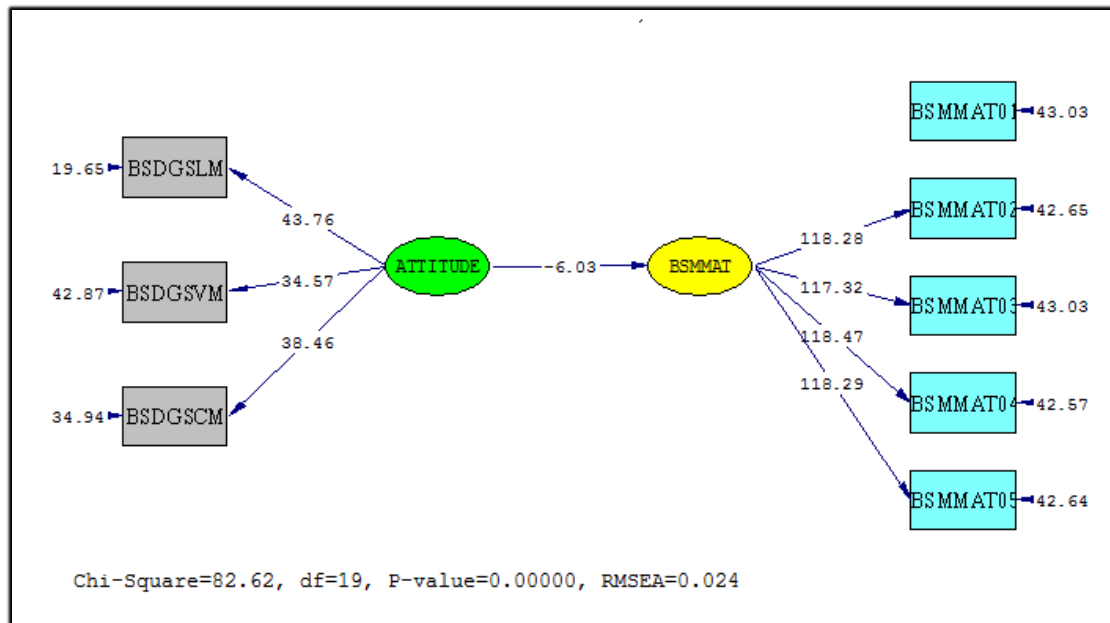 BSMMAT01 43.03
19.65 BSDGSLM
43.76
BSMMAT02 42.65
118.28
ATTITUDE -6.03 BSMMAT
42.87 BSDGSVM 34.57
117.32 BSMMAT03 43.03
118.47
38.46
118.29
34.94 BSDGSCM
BSMMAT04 42.57
BSMMAT05 42.64
Chi-Square=82.62, df=19, P-value=0.00000, RMSEA=0.024